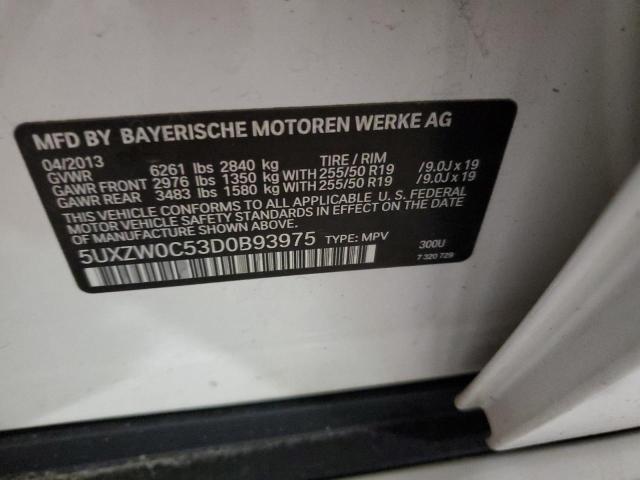 MFD BY BAYERISCHE MOTOREN WERKE AG
04/2013 TIRE / RIM
GVWR 6261 lbs 2840 kg
GAWR FRONT 2976 lbs 1350 kg WITH 255/50 R19 /9.0J x 19
GAWR REAR 3483 lbs 1580 kg WITH 255/50 R19 /9.0J x 19
THIS VEHICLE CONFORMS TO ALL APPLICABLE U.S. FEDERAL
MOTOR VEHICLE SAFETY STANDARDS IN EFFECT ON THE DATE
OF MANUFACTURE SHOWN ABOVE.
5UXZW0C53D0B93975 TYPE: MPV 300U
7 320 729